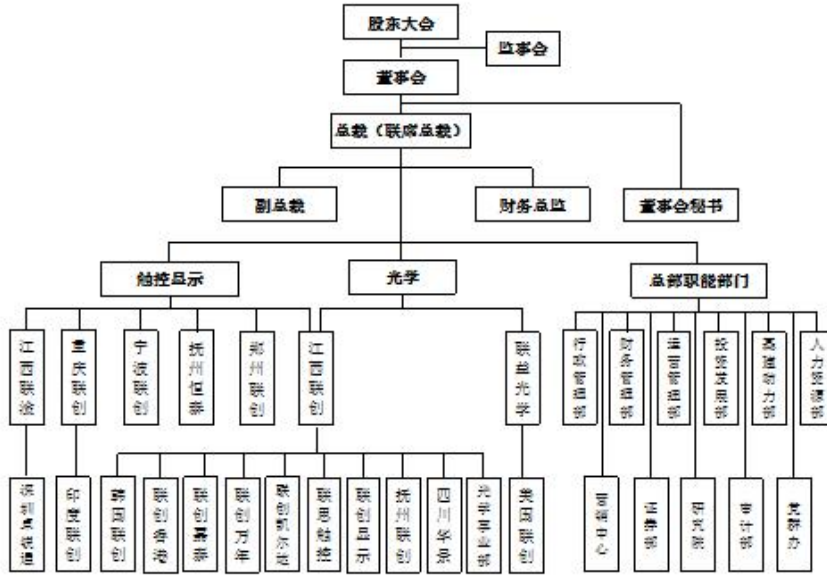 股东大会
监事会
董事会
总裁（联席总裁）
副总裁
财务总监
董事会秘书
触控显示
光学
总部职能部门
江西联淦
重庆联创
宁波联创
抚州恒泰
郑州联创
江西联创
联益光学
行政管理部
财务管理部
运营管理部
投资发展部
人力资源部
深圳卓锐通
印度联创
韩国联创
联创香港
联创嘉泰
联创万年
联创凯尔达
联思触控
联创显示
抚州联创
四川华景
光学事业部
美国联创
营销中心
证券部
研究院
审计部
党群办